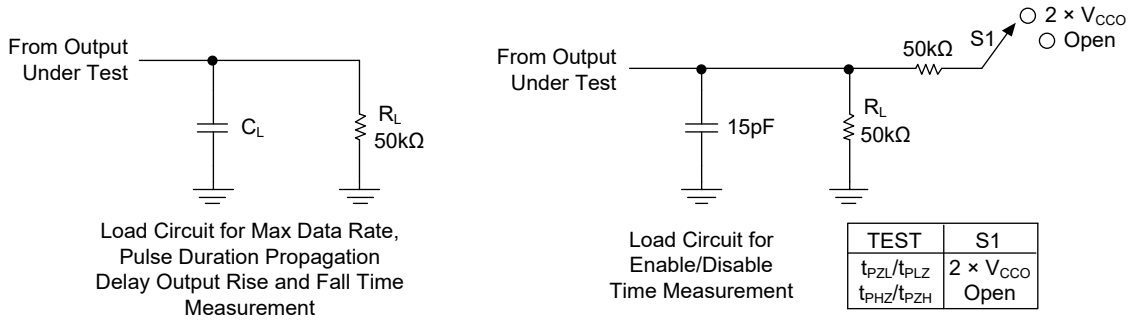 From Output
Under Test
C_L
R_L
50kΩ
Load Circuit for Max Data Rate,
Pulse Duration Propagation
Delay Output Rise and Fall Time
Measurement
From Output
Under Test
15pF
R_L
50kΩ
50kΩ
S1
2 × V_CCO
Open
Load Circuit for
Enable/Disable
Time Measurement
TEST S1
t_PZL/t_PLZ 2 × V_CCO
t_PHZ/t_PZH Open